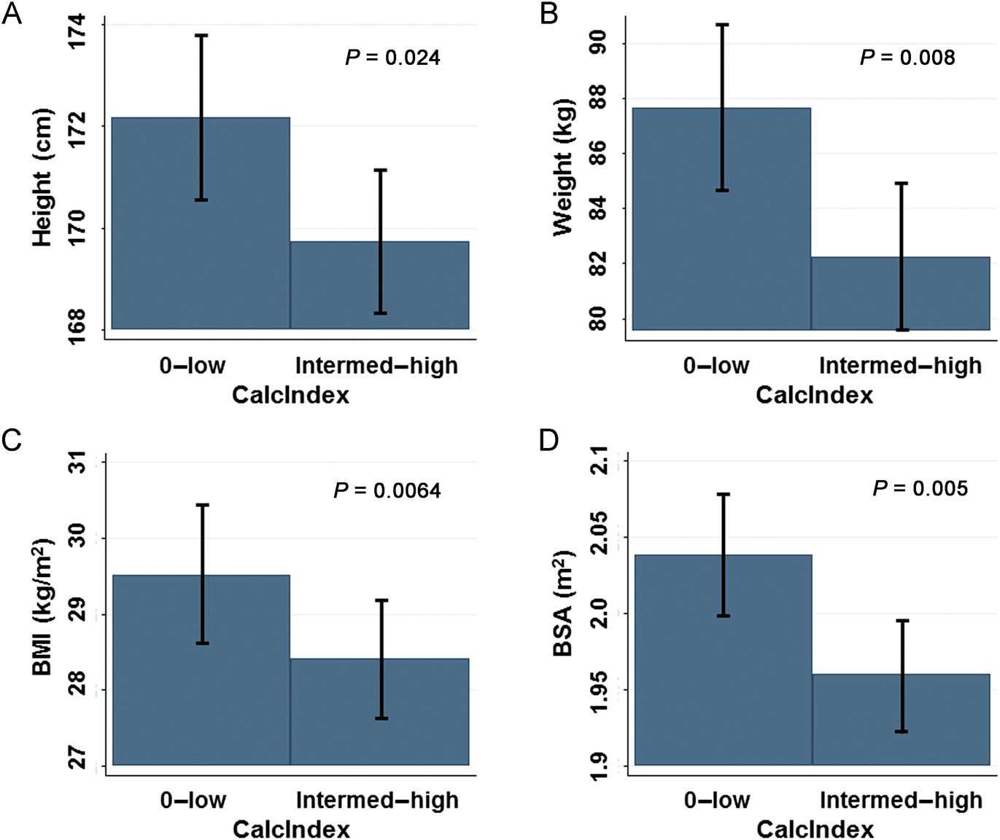 A
174
172
170
168
Height (cm)
P = 0.024
0–low Intermed–high
CalcIndex
B
90
88
86
84
82
80
Weight (kg)
P = 0.008
0–low Intermed–high
CalcIndex
C
31
30
29
28
27
BMI (kg/m²)
P = 0.0064
0–low Intermed–high
CalcIndex
D
2.1
2.05
2.0
1.95
1.9
BSA (m²)
P = 0.005
0–low Intermed–high
CalcIndex